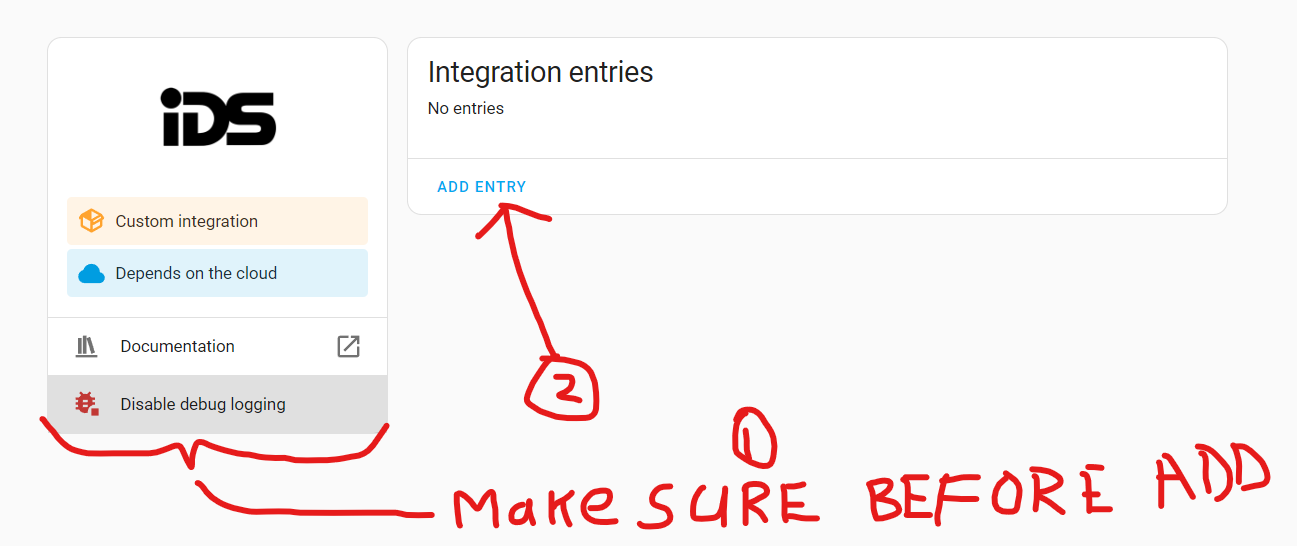 iDS
Custom integration
Depends on the cloud
Documentation
Disable debug logging
Integration entries
No entries
ADD ENTRY
2
1
Make SURE BEFORE ADD